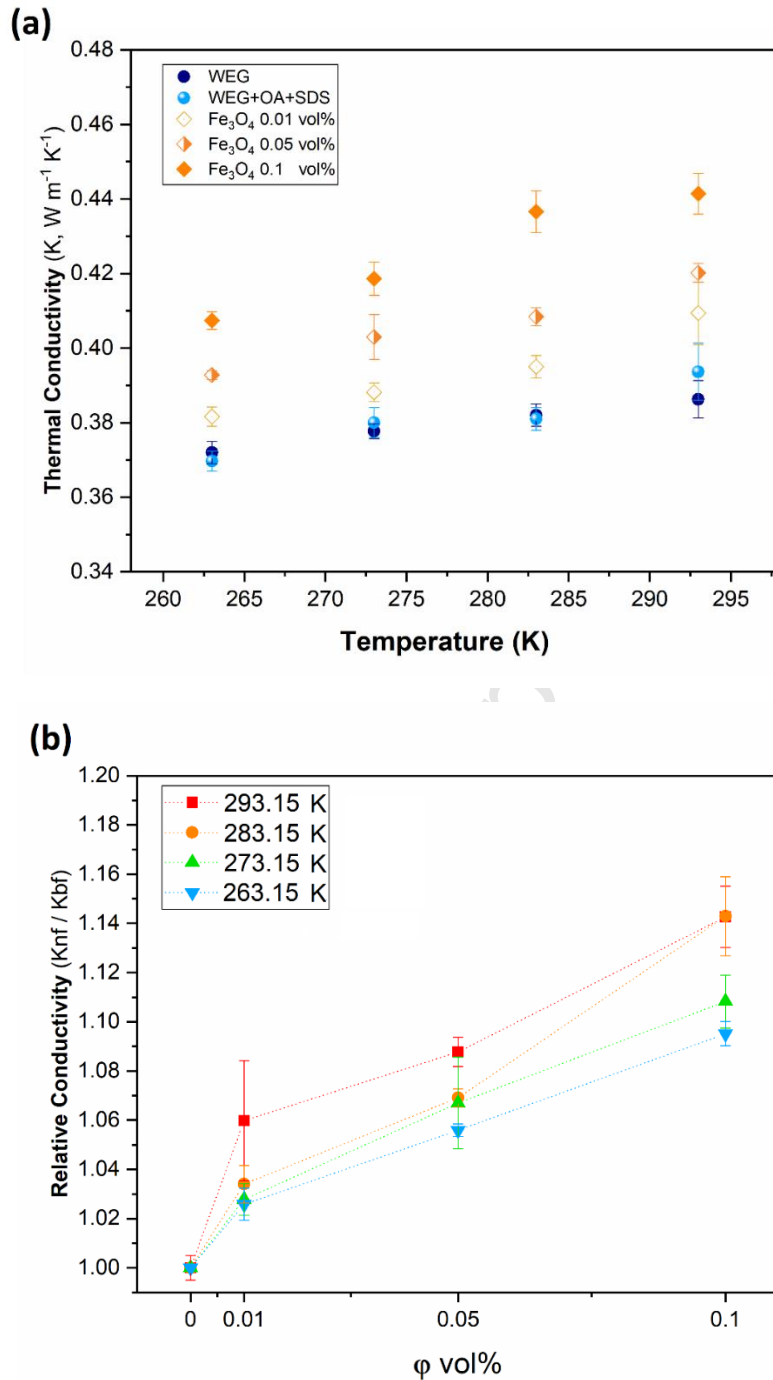 (a)
0.48
0.46
0.44
0.42
0.40
0.38
0.36
0.34
Thermal Conductivity (K, W m⁻¹ K⁻¹)
WEG
WEG+OA+SDS
Fe₃O₄ 0.01 vol%
Fe₃O₄ 0.05 vol%
Fe₃O₄ 0.1 vol%
260 265 270 275 280 285 290 295
Temperature (K)
(b)
1.20
1.18
1.16
1.14
1.12
1.10
1.08
1.06
1.04
1.02
1.00
Relative Conductivity (Knf / Kbf)
293.15 K
283.15 K
273.15 K
263.15 K
0 0.01 0.05 0.1
φ vol%